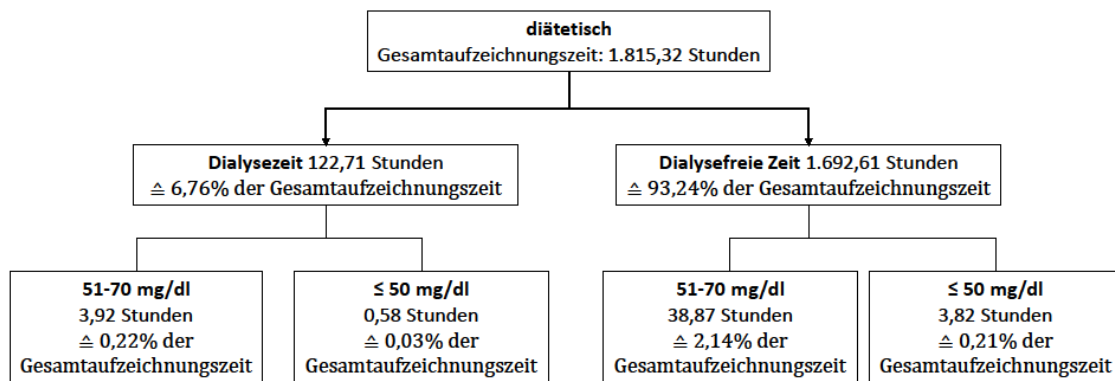 diätetisch
Gesamtaufzeichnungszeit: 1.815,32 Stunden
Dialysezeit 122,71 Stunden
≙ 6,76% der Gesamtaufzeichnungszeit
Dialysefreie Zeit 1.692,61 Stunden
≙ 93,24% der Gesamtaufzeichnungszeit
51-70 mg/dl
3,92 Stunden
≙ 0,22% der
Gesamtaufzeichnungszeit
≤ 50 mg/dl
0,58 Stunden
≙ 0,03% der
Gesamtaufzeichnungszeit
51-70 mg/dl
38,87 Stunden
≙ 2,14% der
Gesamtaufzeichnungszeit
≤ 50 mg/dl
3,82 Stunden
≙ 0,21% der
Gesamtaufzeichnungszeit